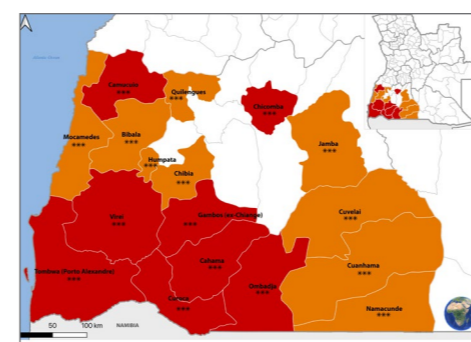 Camucuio
***
Quilengues
***
Chicomba
***
Mocamedes
***
Bibala
***
Humpata
***
Chibia
***
Jamba
***
Virei
***
Gambos (ex-Chiange)
***
Cuvelai
***
Tombwa (Porto Alexandre)
***
Cahama
***
Cuanhama
***
Curoca
***
Ombadja
***
Namacunde
***
50 100 km
NAMIBIA